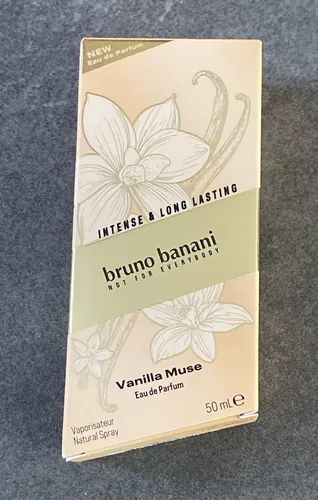 NEW
Eau de Parfum
INTENSE & LONG LASTING
bruno banani
NOT FOR EVERYBODY
Vanilla Muse
Eau de Parfum
Vaporisateur
Natural Spray
50 mL ℮